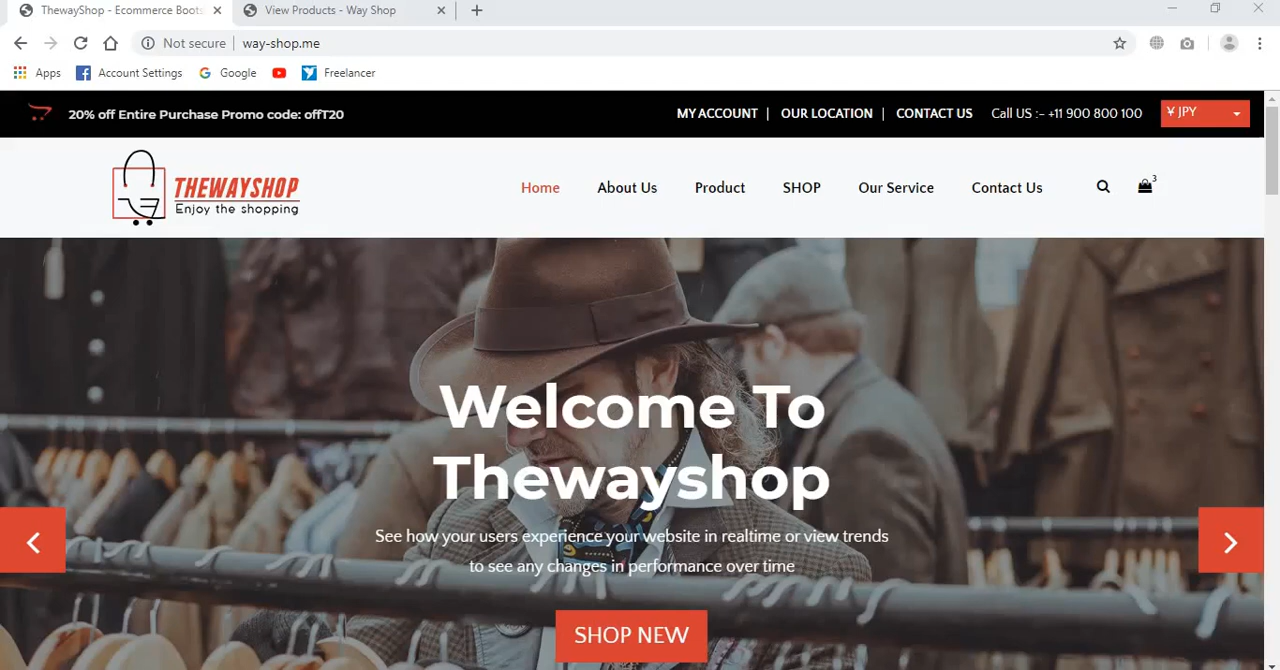 ThewayShop - Ecommerce Boots
View Products - Way Shop
Not secure
way-shop.me
Apps
Account Settings
Google
Freelancer
20% off Entire Purchase Promo code: offT20
MY ACCOUNT | OUR LOCATION | CONTACT US
Call US :- +11 900 800 100
¥ JPY
THEWAYSHOP
Enjoy the shopping
Home
About Us
Product
SHOP
Our Service
Contact Us
3
Welcome To
Thewayshop
See how your users experience your website in realtime or view trends
to see any changes in performance over time
SHOP NEW